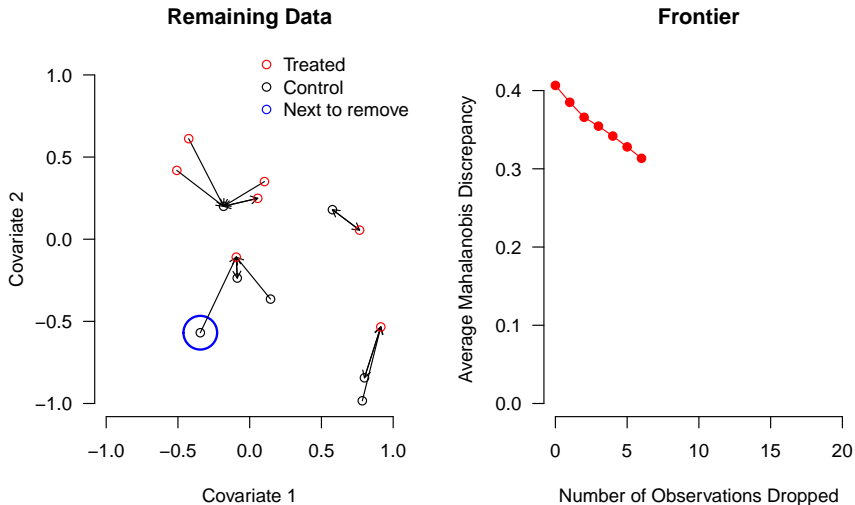 Remaining Data
Treated
Control
Next to remove
1.0
0.5
0.0
−0.5
−1.0
Covariate 2
−1.0 −0.5 0.0 0.5 1.0
Covariate 1
Frontier
0.4
0.3
0.2
0.1
0.0
Average Mahalanobis Discrepancy
0 5 10 15 20
Number of Observations Dropped